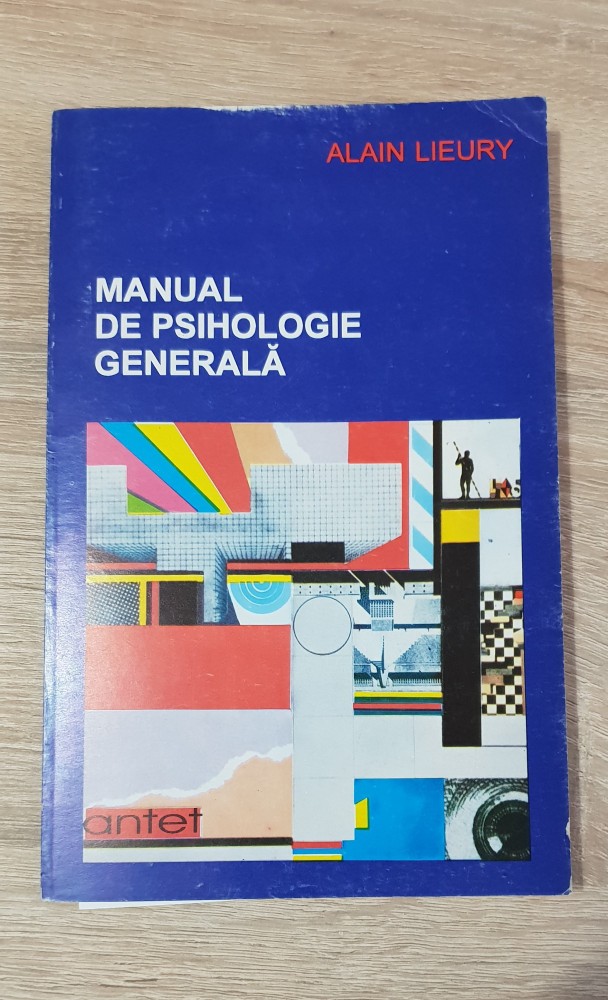 ALAIN LIEURY
MANUAL
DE PSIHOLOGIE
GENERALĂ
antet